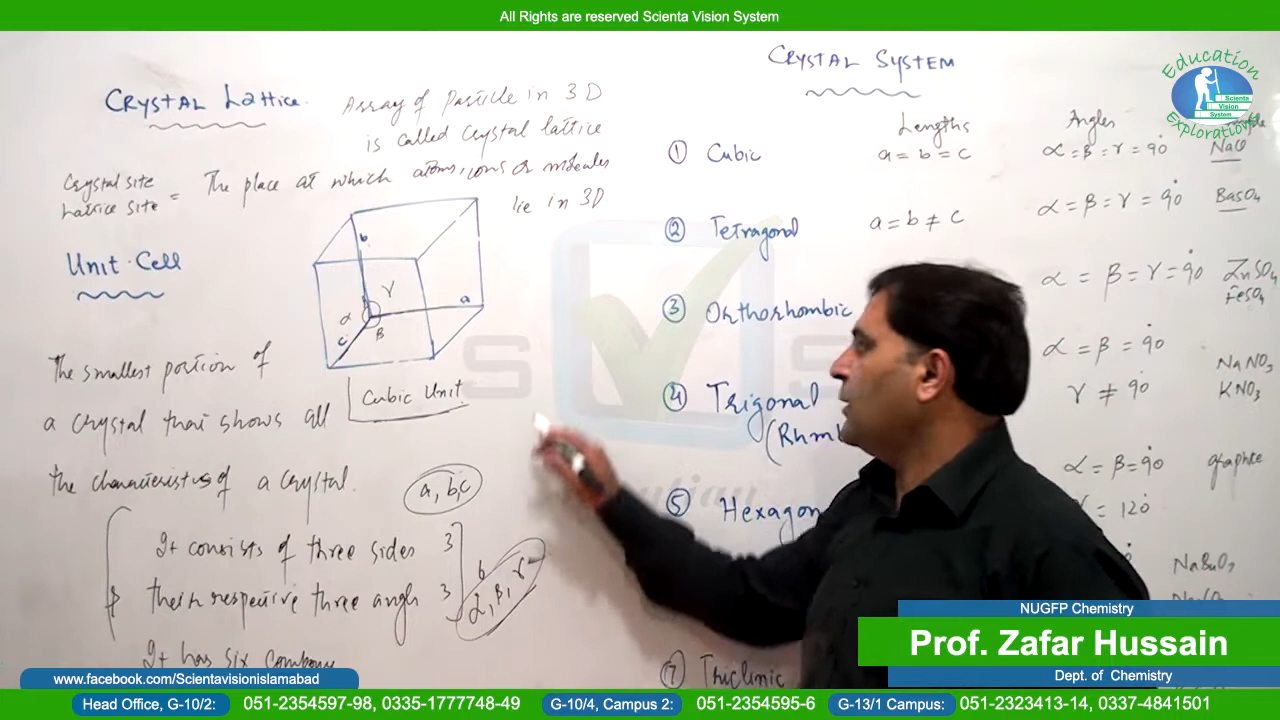 All Rights are reserved Scienta Vision System
Education
Scienta
Vision
System
Exploration
CRYSTAL Lattice.
Array of Particle in 3 D
is called Crystal lattice
Crystal site
Lattice site
= The place at which atoms, ions or molecules
lie in 3D
Unit Cell
b
γ
a
α
β
c
Cubic Unit
The smallest portion of
a Crystal that shows all
the characteristics of a Crystal.
a, b, c
It consists of three sides 3
respective three angle 3
6
α, β, γ
It has six
CRYSTAL SYSTEM
Lengths
Angles
① Cubic
a = b = c
α = β = γ = 90°
NaCl
② Tetragonal
a = b ≠ c
α = β = γ = 90°
BaSO4
③ Orthorhombic
α = β = γ = 90°
ZnSO4
FeSO4
④ Trigonal
α = β = 90°
γ ≠ 90°
NaNO3
KNO3
⑤ Hexagon
α = β = 90°
= 120°
graphite
⑦ Triclinic
NUGFP Chemistry
Prof. Zafar Hussain
Dept. of Chemistry
www.facebook.com/Scientavisionislamabad
Head Office, G-10/2: 051-2354597-98, 0335-1777748-49 G-10/4, Campus 2: 051-2354595-6 G-13/1 Campus: 051-2323413-14, 0337-4841501